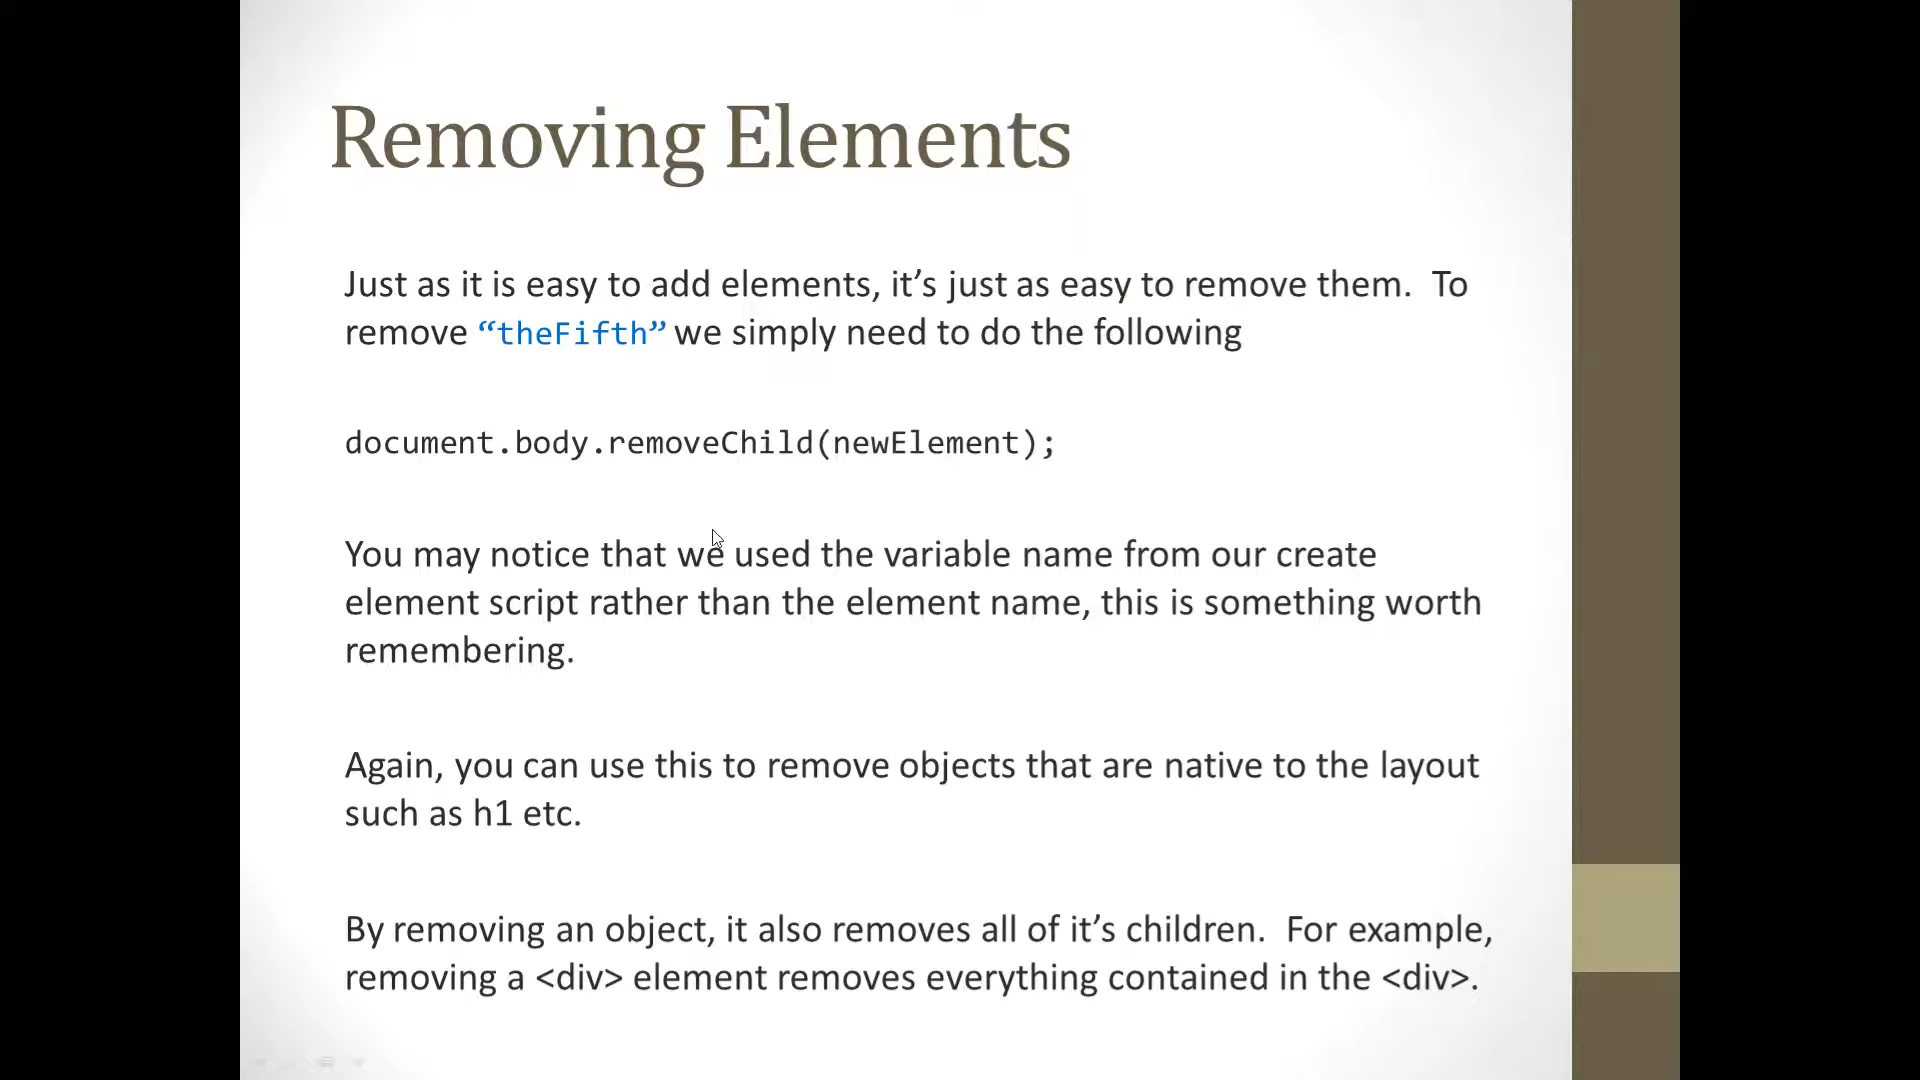 Removing Elements
Just as it is easy to add elements, it’s just as easy to remove them.  To
remove “theFifth” we simply need to do the following
document.body.removeChild(newElement);
You may notice that we used the variable name from our create
element script rather than the element name, this is something worth
remembering.
Again, you can use this to remove objects that are native to the layout
such as h1 etc.
By removing an object, it also removes all of it’s children.  For example,
removing a <div> element removes everything contained in the <div>.